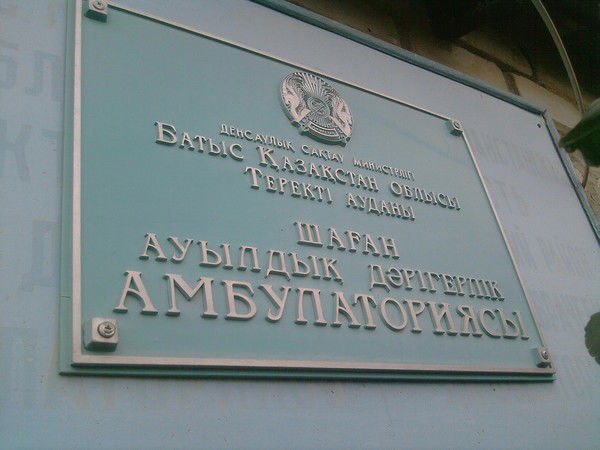 ДЕНСАУЛЫҚ САҚТАУ МИНИСТРЛІГІ
БАТЫС ҚАЗАҚСТАН ОБЛЫСЫ
ТЕРЕКТІ АУДАНЫ
ШАҒАН
АУЫЛДЫҚ ДӘРІГЕРЛІК
АМБУЛАТОРИЯСЫ